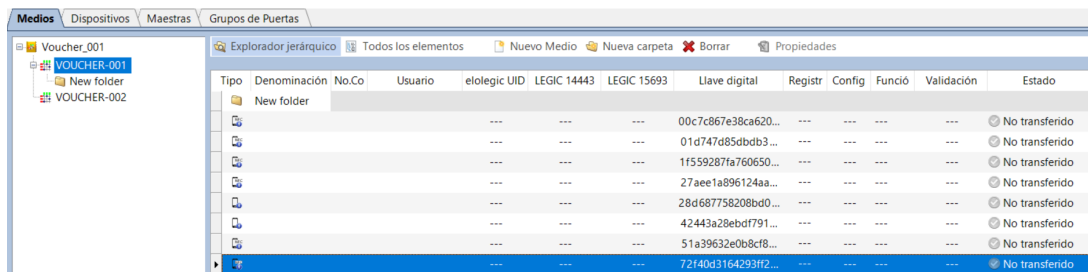 Medios Dispositivos Maestras Grupos de Puertas
Voucher_001
VOUCHER-001
New folder
VOUCHER-002
Explorador jerárquico Todos los elementos Nuevo Medio Nueva carpeta Borrar Propiedades
Tipo Denominación No.Co Usuario elolegic UID LEGIC 14443 LEGIC 15693 Llave digital Registr Config Funció Validación Estado
New folder
--- --- --- 00c7c867e38ca620... --- --- --- --- No transferido
--- --- --- 01d747d85dbdb3... --- --- --- --- No transferido
--- --- --- 1f559287fa760650... --- --- --- --- No transferido
--- --- --- 27aee1a896124aa... --- --- --- --- No transferido
--- --- --- 28d687758208bd0... --- --- --- --- No transferido
--- --- --- 42443a28ebdf791... --- --- --- --- No transferido
--- --- --- 51a39632e0b8cf8... --- --- --- --- No transferido
--- --- --- 72f40d3164293ff2... --- --- --- --- No transferido